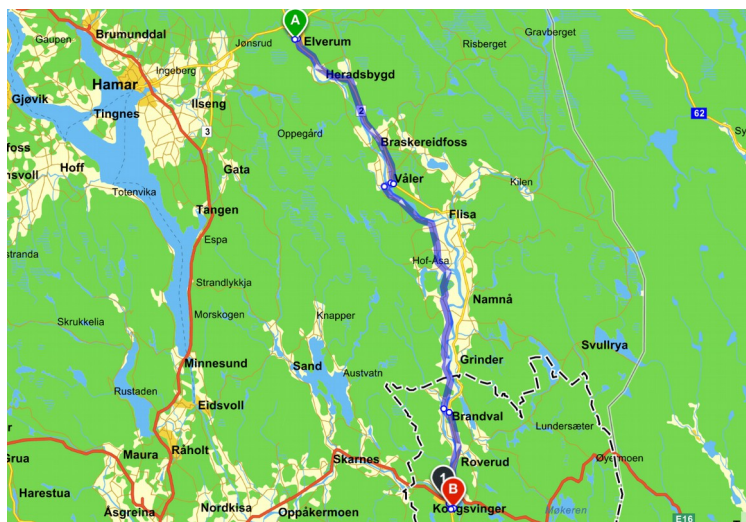 A
Elverum
Brumunddal
Gaupen
Jønsrud
Gravberget
Risberget
Ingeberg
Hamar
Heradsbygd
Gjøvik
Tingnes
Ilseng
2
62
3
Oppegård
Braskereidfoss
foss
nsvoll
Hoff
Gata
Våler
Kilen
Totenvika
Tangen
Flisa
Espa
Hof-Åsa
stranda
Strandlykkja
Namnå
Morskogen
Knapper
Skrukkelia
Minnesund
Sand
Austvatn
Grinder
Svullrya
Rustaden
Eidsvoll
Brandval
Lundersæter
Maura
Råholt
Skarnes
Roverud
Øyermoen
Grua
1
B
Harestua
Åsgreina
Nordkisa
Oppåkermoen
Kongsvinger
Møkeren
E16